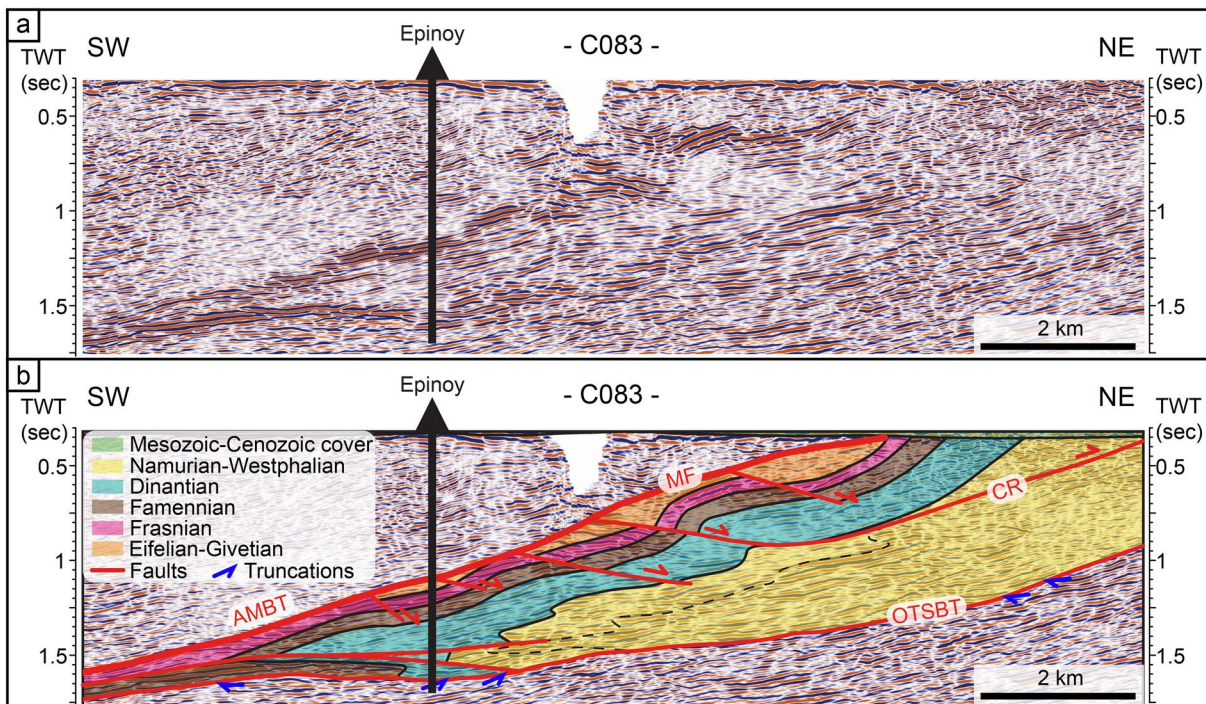 a
SW
Epinoy
- C083 -
NE
TWT
(sec)
TWT
(sec)
0.5
0.5
1
1
1.5
1.5
2 km
b
SW
Epinoy
- C083 -
NE
TWT
(sec)
TWT
(sec)
Mesozoic-Cenozoic cover
Namurian-Westphalian
Dinantian
Famennian
Frasnian
Eifelian-Givetian
Faults
Truncations
0.5
0.5
MF
CR
1
1
AMBT
OTSBT
1.5
1.5
2 km